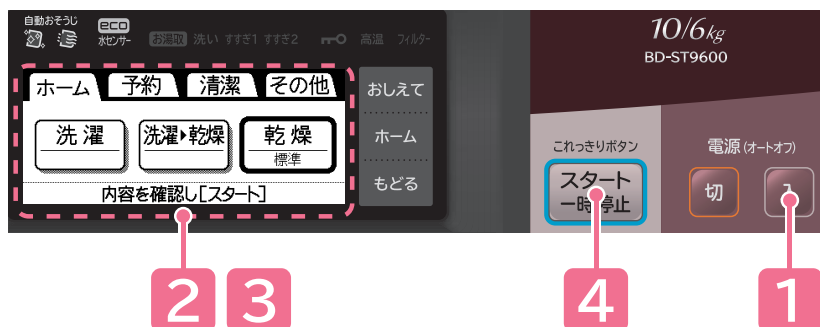 自動おそうじ
eco
水センサー
お湯取 洗い すすぎ1 すすぎ2 高温 フィルター
ホーム 予約 清潔 その他
洗濯 洗濯▶乾燥 乾燥
標準
内容を確認し[スタート]
おしえて
ホーム
もどる
10/6kg
BD-ST9600
これっきりボタン
スタート
一時停止
電源(オートオフ)
切 入
2 3 4 1